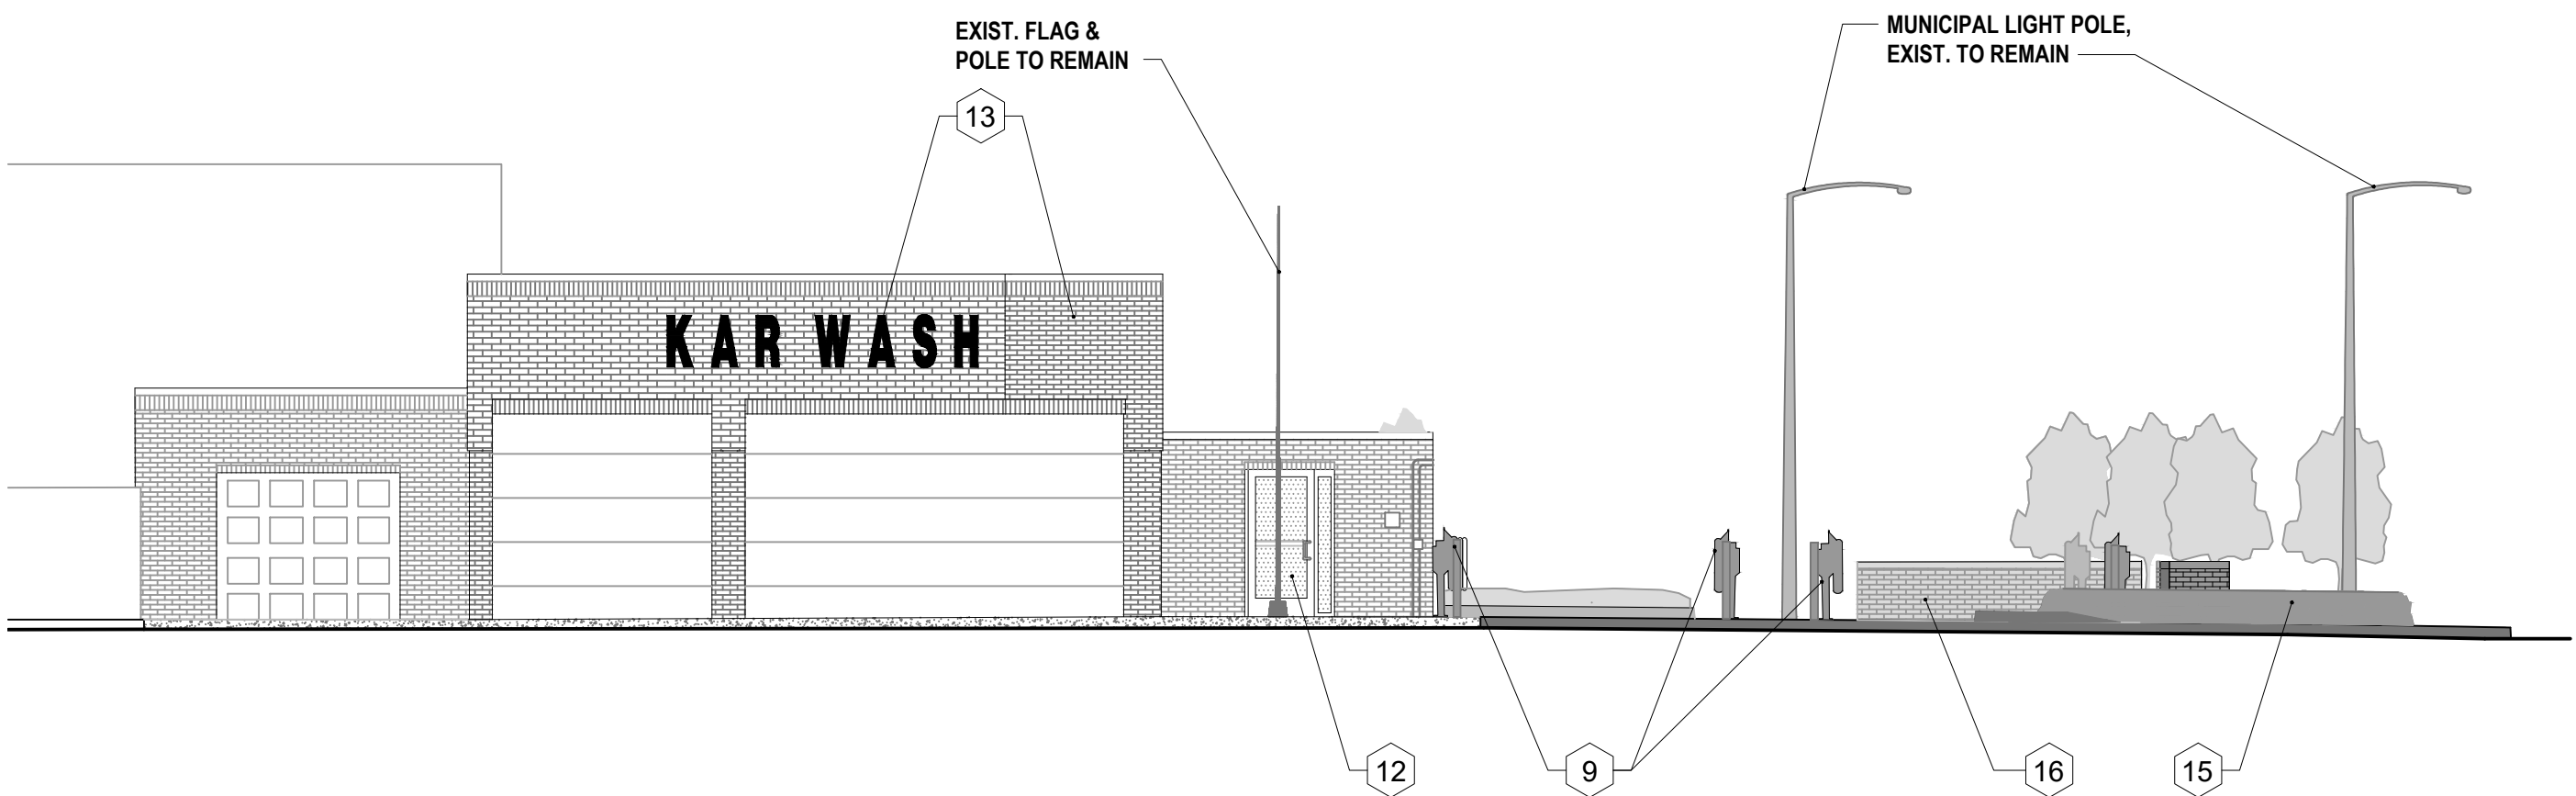 EXIST. FLAG &
POLE TO REMAIN
MUNICIPAL LIGHT POLE,
EXIST. TO REMAIN
13
KAR WASH
12
9
16
15